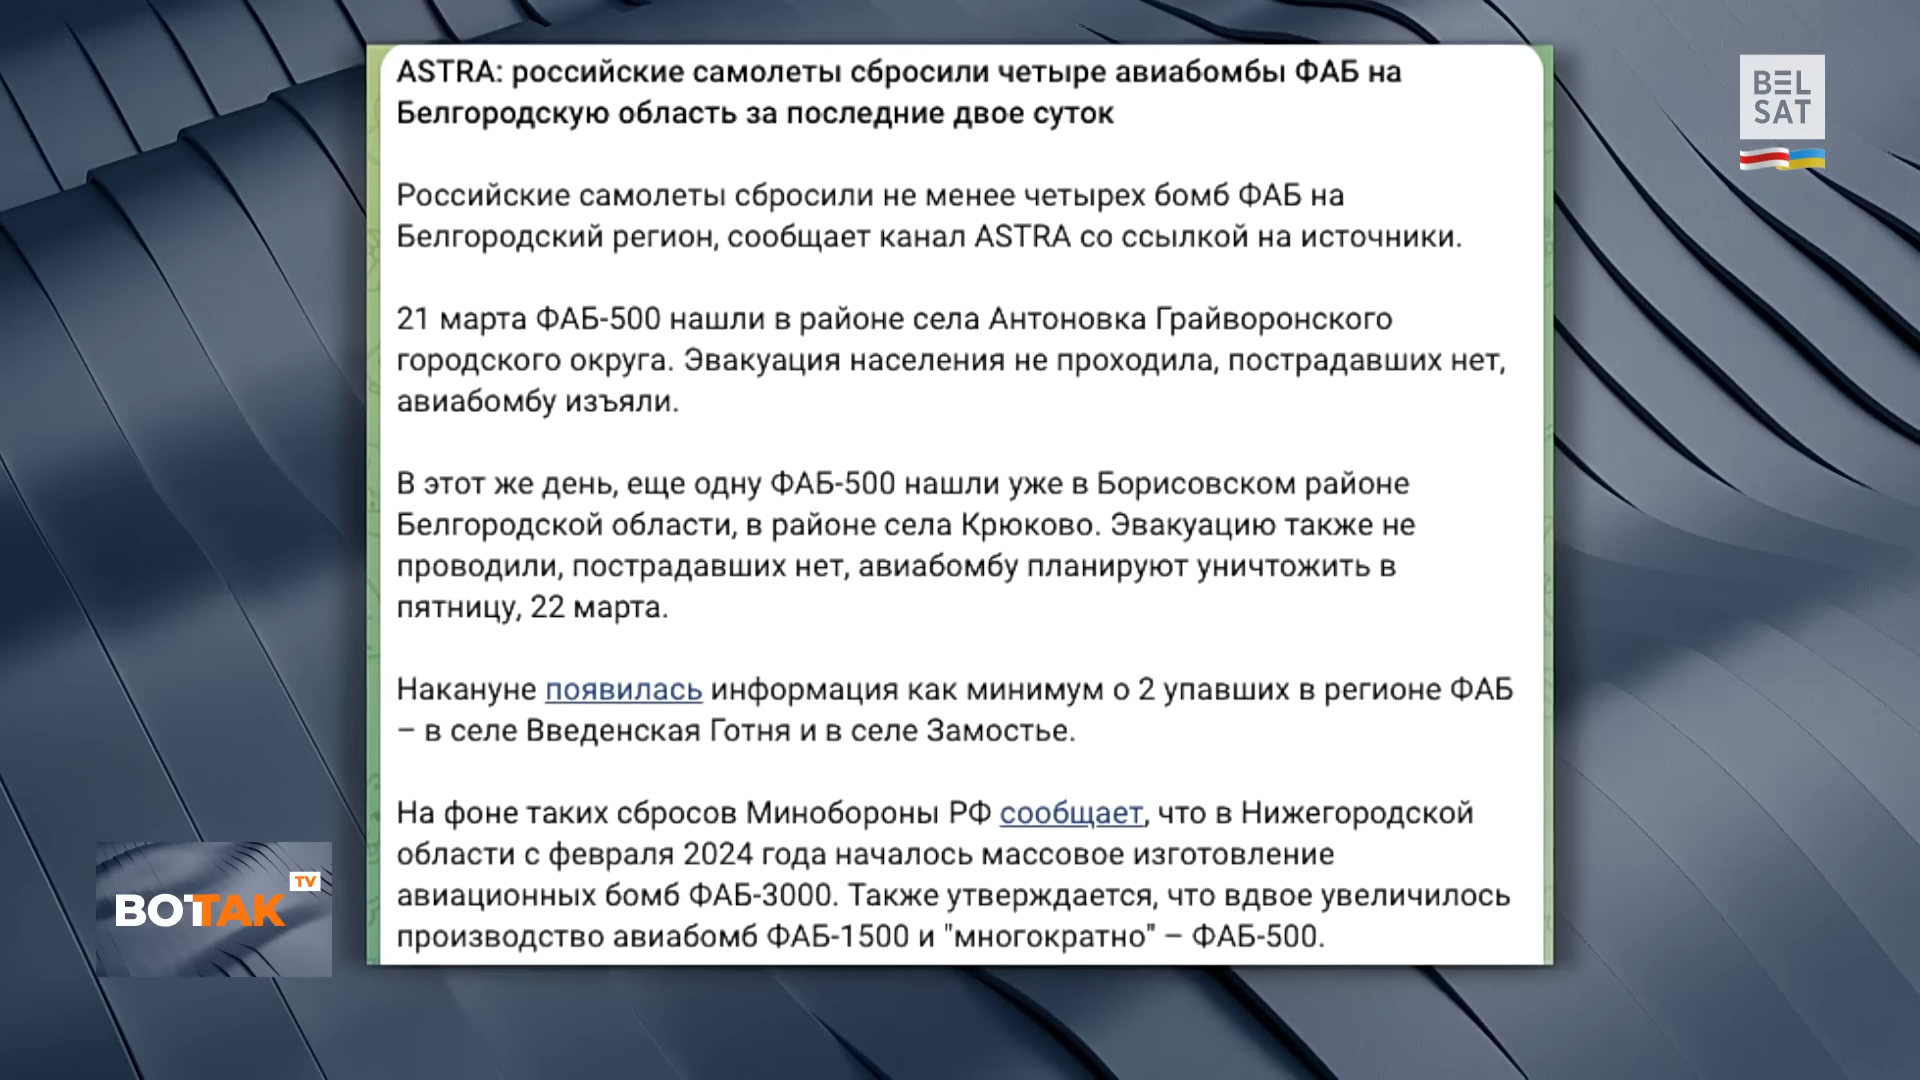 ASTRA: российские самолеты сбросили четыре авиабомбы ФАБ на
Белгородскую область за последние двое суток
Российские самолеты сбросили не менее четырех бомб ФАБ на
Белгородский регион, сообщает канал ASTRA со ссылкой на источники.
21 марта ФАБ-500 нашли в районе села Антоновка Грайворонского
городского округа. Эвакуация населения не проходила, пострадавших нет,
авиабомбу изъяли.
В этот же день, еще одну ФАБ-500 нашли уже в Борисовском районе
Белгородской области, в районе села Крюково. Эвакуацию также не
проводили, пострадавших нет, авиабомбу планируют уничтожить в
пятницу, 22 марта.
Накануне появилась информация как минимум о 2 упавших в регионе ФАБ
– в селе Введенская Готня и в селе Замостье.
На фоне таких сбросов Минобороны РФ сообщает, что в Нижегородской
области с февраля 2024 года началось массовое изготовление
авиационных бомб ФАБ-3000. Также утверждается, что вдвое увеличилось
производство авиабомб ФАБ-1500 и "многократно" – ФАБ-500.
BEL
SAT
ВОТ ТАК TV